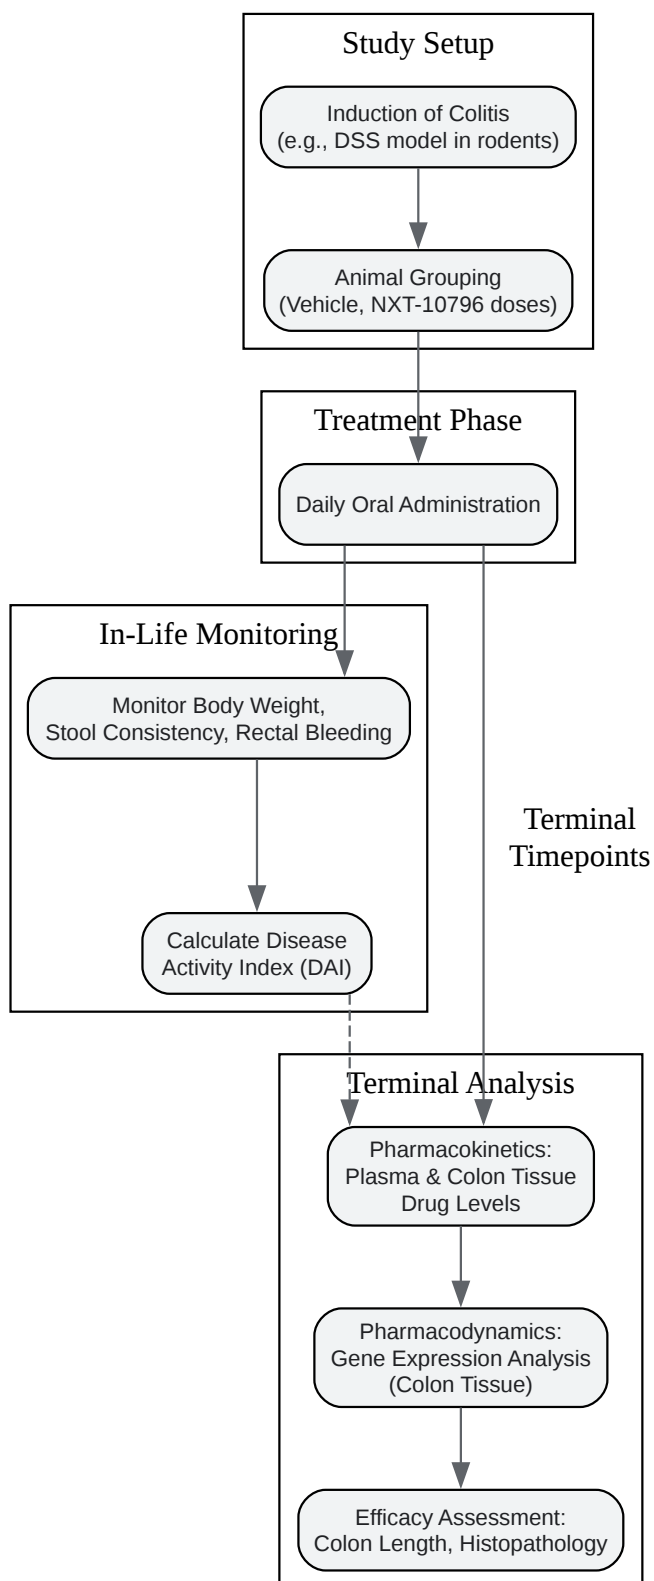 Study Setup
Induction of Colitis
(e.g., DSS model in rodents)
Animal Grouping
(Vehicle, NXT-10796 doses)
Treatment Phase
Daily Oral Administration
In-Life Monitoring
Monitor Body Weight,
Stool Consistency, Rectal Bleeding
Terminal
Timepoints
Calculate Disease
Activity Index (DAI)
Terminal Analysis
Pharmacokinetics:
Plasma & Colon Tissue
Drug Levels
Pharmacodynamics:
Gene Expression Analysis
(Colon Tissue)
Efficacy Assessment:
Colon Length, Histopathology